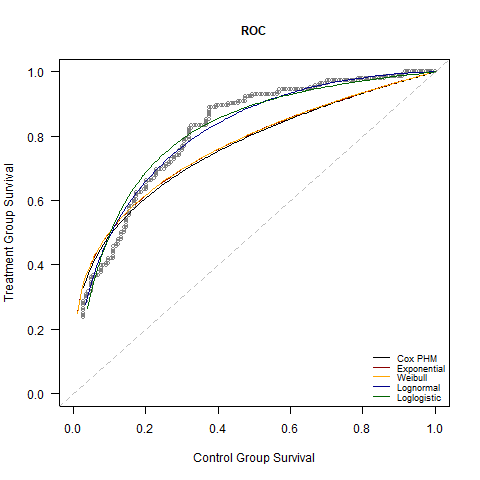 ROC
Treatment Group Survival
1.0
0.8
0.6
0.4
0.2
0.0
Cox PHM
Exponential
Weibull
Lognormal
Loglogistic
0.0 0.2 0.4 0.6 0.8 1.0
Control Group Survival